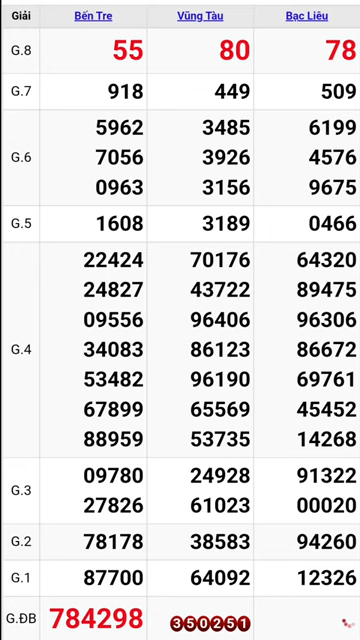 Giải Bến Tre Vũng Tàu Bạc Liêu
G.8 55 80 78
G.7 918 449 509
5962 3485 6199
G.6 7056 3926 4576
0963 3156 9675
G.5 1608 3189 0466
22424 70176 64320
24827 43722 89475
09556 96406 96306
G.4 34083 86123 86672
53482 96190 69761
67899 65569 45452
88959 53735 14268
09780 24928 91322
G.3
27826 61023 00020
G.2 78178 38583 94260
G.1 87700 64092 12326
G.ĐB 784298 350251